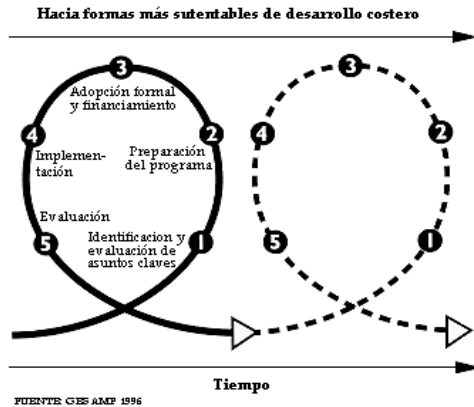 Hacia formas más sutentables de desarrollo costero
3
Adopción formal
y financiamiento
4
2
Implemen-
tación
Preparación
del programa
Evaluación
5
Identificacion y
evaluación de
asuntos claves
1
3
4
2
5
1
Tiempo
FUENTE GESAMP 1996